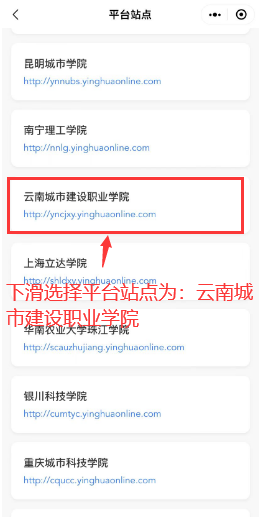 平台站点
昆明城市学院
http://ynnubs.yinghuaonline.com
南宁理工学院
http://nnlg.yinghuaonline.com
云南城市建设职业学院
http://yncjxy.yinghuaonline.com
上海立达学院
http://shldxy.yinghuaonline.com
下滑选择平台站点为：云南城
市建设职业学院
华南农业大学珠江学院
http://scauzhujiang.yinghuaonline.com
银川科技学院
http://cumtyc.yinghuaonline.com
重庆城市科技学院
http://cqucc.yinghuaonline.com